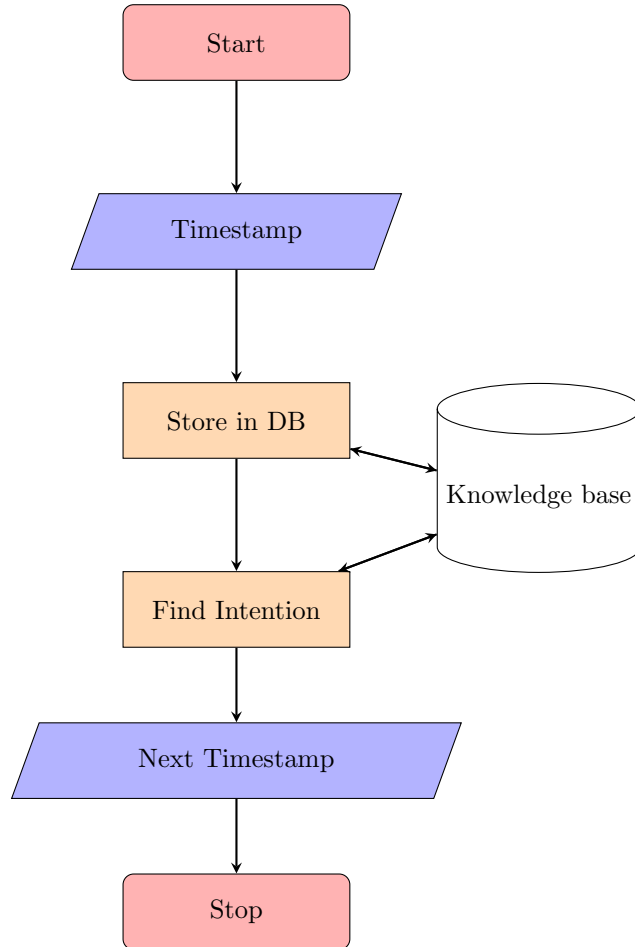 Start
Timestamp
Store in DB
Knowledge base
Find Intention
Next Timestamp
Stop